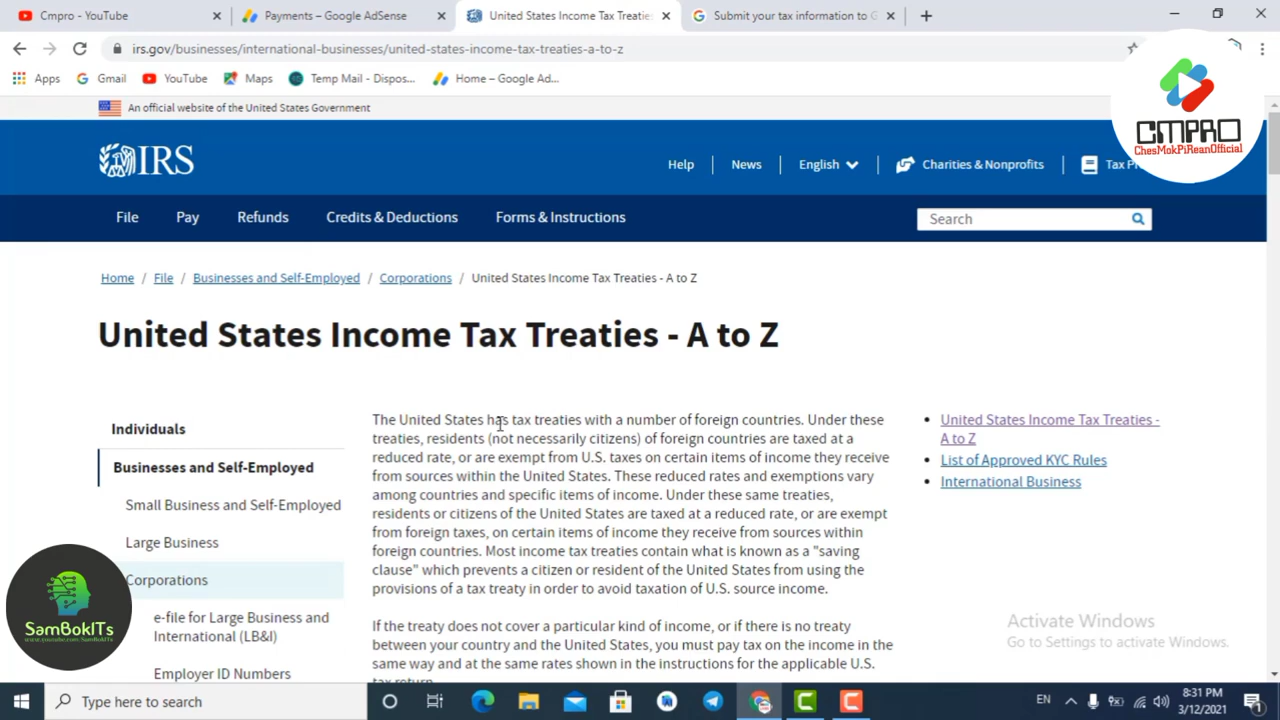 Cmpro - YouTube
Payments – Google AdSense
United States Income Tax Treatie
Submit your tax information to G
irs.gov/businesses/international-businesses/united-states-income-tax-treaties-a-to-z
Apps
Gmail
YouTube
Maps
Temp Mail - Dispos...
Home – Google Ad...
CMPRO
ChesMokPiReanOfficial
An official website of the United States Government
IRS
Help
News
English
Charities & Nonprofits
Tax Pr
File
Pay
Refunds
Credits & Deductions
Forms & Instructions
Search
Home / File / Businesses and Self-Employed / Corporations / United States Income Tax Treaties - A to Z
United States Income Tax Treaties - A to Z
Individuals
Businesses and Self-Employed
Small Business and Self-Employed
Large Business
Corporations
e-file for Large Business and
International (LB&I)
Employer ID Numbers
The United States has tax treaties with a number of foreign countries. Under these
treaties, residents (not necessarily citizens) of foreign countries are taxed at a
reduced rate, or are exempt from U.S. taxes on certain items of income they receive
from sources within the United States. These reduced rates and exemptions vary
among countries and specific items of income. Under these same treaties,
residents or citizens of the United States are taxed at a reduced rate, or are exempt
from foreign taxes, on certain items of income they receive from sources within
foreign countries. Most income tax treaties contain what is known as a "saving
clause" which prevents a citizen or resident of the United States from using the
provisions of a tax treaty in order to avoid taxation of U.S. source income.
If the treaty does not cover a particular kind of income, or if there is no treaty
between your country and the United States, you must pay tax on the income in the
same way and at the same rates shown in the instructions for the applicable U.S.
tax return.
United States Income Tax Treaties -
A to Z
List of Approved KYC Rules
International Business
SamBokITs
Activate Windows
Go to Settings to activate Windows.
Type here to search
EN
8:31 PM
3/12/2021
1